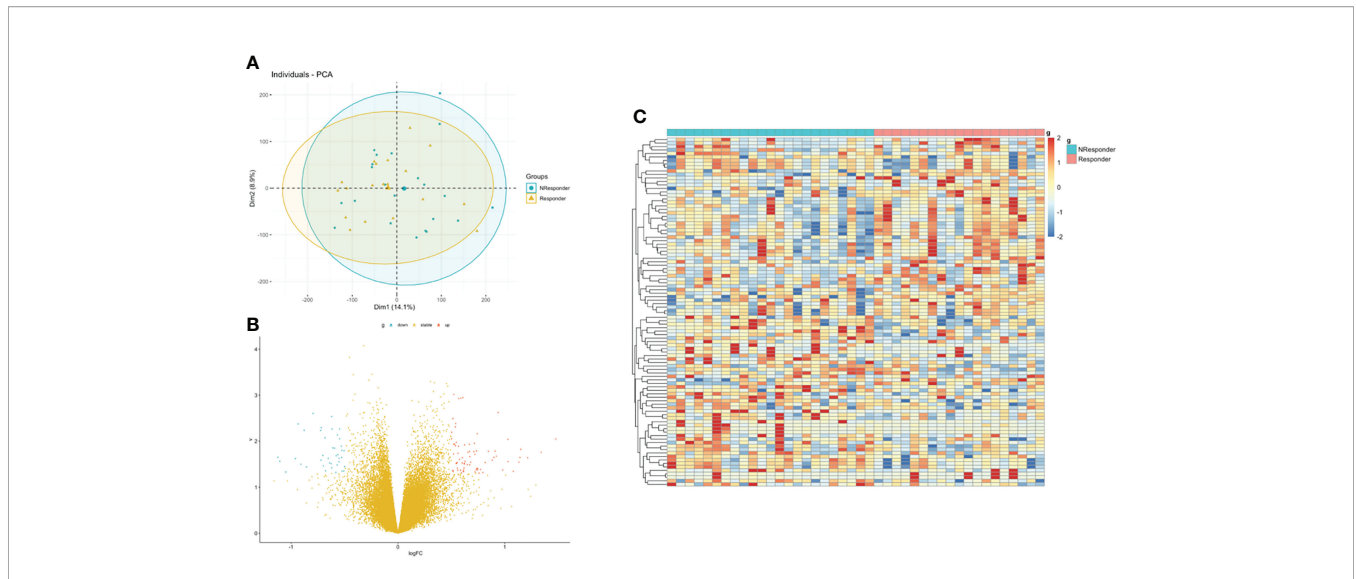 A
Individuals - PCA
200
100
0
-100
-200
Dim2 (8.9%)
-200
-100
0
100
200
Dim1 (14.1%)
Groups
NResponder
Responder
B
g down stable up
4
3
2
1
0
v
-1
0
1
logFC
C
g
2
1
0
-1
-2
g
NResponder
Responder